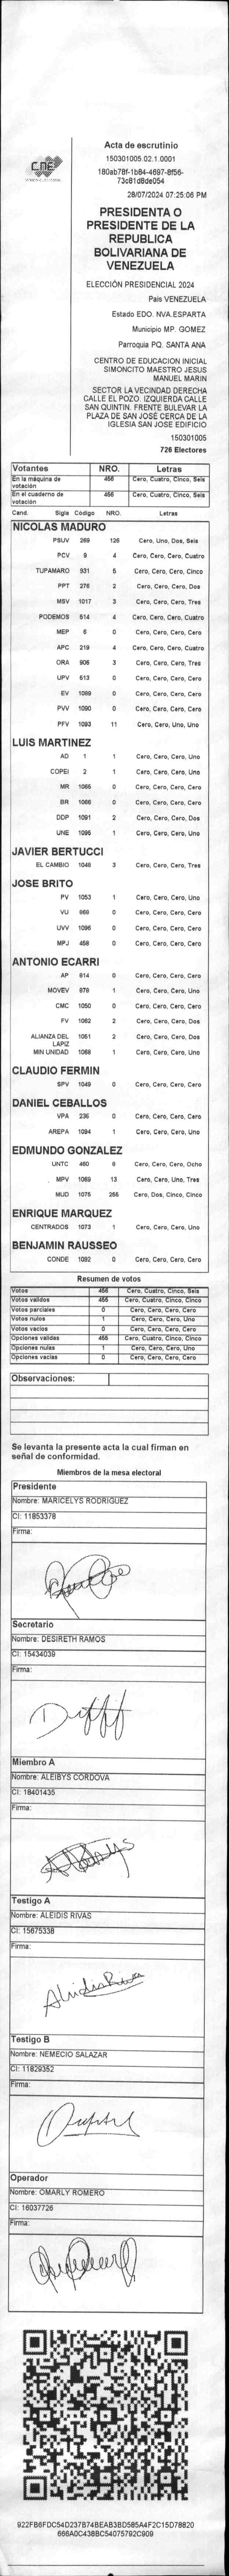 CNE
Acta de escrutinio
150301005.02.1.0001
180ab78f-1b84-4697-8f56-
73c81d8de054
28/07/2024 07:25:06 PM
PRESIDENTA O
PRESIDENTE DE LA
REPUBLICA
BOLIVARIANA DE
VENEZUELA
ELECCIÓN PRESIDENCIAL 2024
País VENEZUELA
Estado EDO. NVA.ESPARTA
Municipio MP. GOMEZ
Parroquia PQ. SANTA ANA
CENTRO DE EDUCACION INICIAL
SIMONCITO MAESTRO JESUS
MANUEL MARIN
SECTOR LA VECINDAD DERECHA
CALLE EL POZO. IZQUIERDA CALLE
SAN QUINTIN. FRENTE BULEVAR LA
PLAZA DE SAN JOSÉ CERCA DE LA
IGLESIA SAN JOSE EDIFICIO
150301005
726 Electores
Votantes NRO. Letras
En la máquina de votación 456 Cero, Cuatro, Cinco, Seis
En el cuaderno de votación 456 Cero, Cuatro, Cinco, Seis
Cand. Sigla Código NRO. Letras
NICOLAS MADURO
PSUV 269 126 Cero, Uno, Dos, Seis
PCV 9 4 Cero, Cero, Cero, Cuatro
TUPAMARO 931 5 Cero, Cero, Cero, Cinco
PPT 276 2 Cero, Cero, Cero, Dos
MSV 1017 3 Cero, Cero, Cero, Tres
PODEMOS 514 4 Cero, Cero, Cero, Cuatro
MEP 6 0 Cero, Cero, Cero, Cero
APC 219 4 Cero, Cero, Cero, Cuatro
ORA 906 3 Cero, Cero, Cero, Tres
UPV 613 0 Cero, Cero, Cero, Cero
EV 1089 0 Cero, Cero, Cero, Cero
PVV 1090 0 Cero, Cero, Cero, Cero
PFV 1093 11 Cero, Cero, Uno, Uno
LUIS MARTINEZ
AD 1 1 Cero, Cero, Cero, Uno
COPEI 2 1 Cero, Cero, Cero, Uno
MR 1065 0 Cero, Cero, Cero, Cero
BR 1066 0 Cero, Cero, Cero, Cero
DDP 1091 2 Cero, Cero, Cero, Dos
UNE 1095 1 Cero, Cero, Cero, Uno
JAVIER BERTUCCI
EL CAMBIO 1048 3 Cero, Cero, Cero, Tres
JOSE BRITO
PV 1053 1 Cero, Cero, Cero, Uno
VU 868 0 Cero, Cero, Cero, Cero
UVV 1096 0 Cero, Cero, Cero, Cero
MPJ 458 0 Cero, Cero, Cero, Cero
ANTONIO ECARRI
AP 814 0 Cero, Cero, Cero, Cero
MOVEV 879 1 Cero, Cero, Cero, Uno
CMC 1050 0 Cero, Cero, Cero, Cero
FV 1062 2 Cero, Cero, Cero, Dos
ALIANZA DEL LAPIZ 1051 2 Cero, Cero, Cero, Dos
MIN UNIDAD 1068 1 Cero, Cero, Cero, Uno
CLAUDIO FERMIN
SPV 1049 0 Cero, Cero, Cero, Cero
DANIEL CEBALLOS
VPA 236 0 Cero, Cero, Cero, Cero
AREPA 1094 1 Cero, Cero, Cero, Uno
EDMUNDO GONZALEZ
UNTC 460 8 Cero, Cero, Cero, Ocho
MPV 1069 13 Cero, Cero, Uno, Tres
MUD 1075 255 Cero, Dos, Cinco, Cinco
ENRIQUE MARQUEZ
CENTRADOS 1073 1 Cero, Cero, Cero, Uno
BENJAMIN RAUSSEO
CONDE 1092 0 Cero, Cero, Cero, Cero
Resumen de votos
Votos 456 Cero, Cuatro, Cinco, Seis
Votos validos 455 Cero, Cuatro, Cinco, Cinco
Votos parciales 0 Cero, Cero, Cero, Cero
Votos nulos 1 Cero, Cero, Cero, Uno
Votos vacios 0 Cero, Cero, Cero, Cero
Opciones validas 455 Cero, Cuatro, Cinco, Cinco
Opciones nulas 1 Cero, Cero, Cero, Uno
Opciones vacias 0 Cero, Cero, Cero, Cero
Observaciones:
Se levanta la presente acta la cual firman en
señal de conformidad.
Miembros de la mesa electoral
Presidente
Nombre: MARICELYS RODRIGUEZ
CI: 11853378
Firma:
Secretario
Nombre: DESIRETH RAMOS
CI: 15434039
Firma:
Miembro A
Nombre: ALEIBYS CORDOVA
CI: 18401435
Firma:
Testigo A
Nombre: ALEIDIS RIVAS
CI: 15675338
Firma:
Testigo B
Nombre: NEMECIO SALAZAR
CI: 11829352
Firma:
Operador
Nombre: OMARLY ROMERO
CI: 16037726
Firma:
922FB6FDC54D237B74BEAB3BD585A4F2C15D78820
666A0C438BC54075792C909